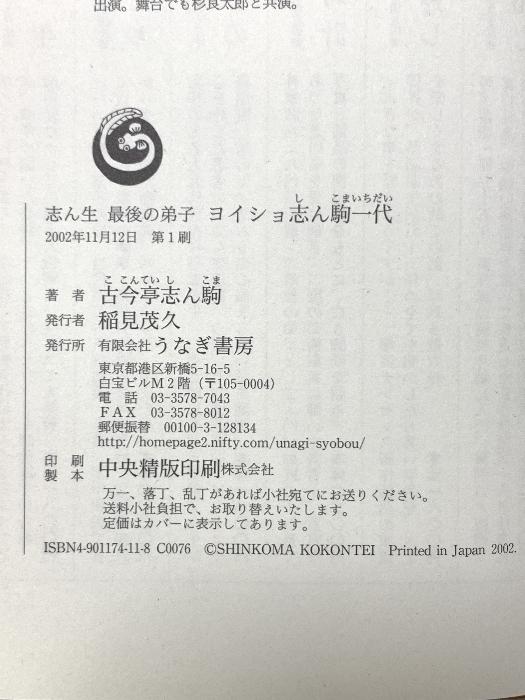 出演。舞台でも杉良太郎と共演。
志ん生 最後の弟子 ヨイショ志ん駒一代
2002年11月12日 第1刷
著者 古今亭志ん駒
発行者 稲見茂久
発行所 有限会社うなぎ書房
東京都港区新橋5-16-5
白宝ビルM2階（〒105-0004）
電話 03-3578-7043
FAX 03-3578-8012
郵便振替 00100-3-128134
http://homepage2.nifty.com/unagi-syobou/
印刷
製本 中央精版印刷株式会社
万一、落丁、乱丁があれば小社宛てにお送りください。
送料小社負担で、お取り替えいたします。
定価はカバーに表示してあります。
ISBN4-901174-11-8 C0076 ©SHINKOMA KOKONTEI Printed in Japan 2002.